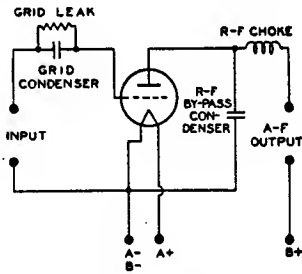 GRID LEAK
GRID
CONDENSER
R-F CHOKE
R-F
BY-PASS
CON-
DENSER
INPUT
A-F
OUTPUT
A-
B-
A+
B+